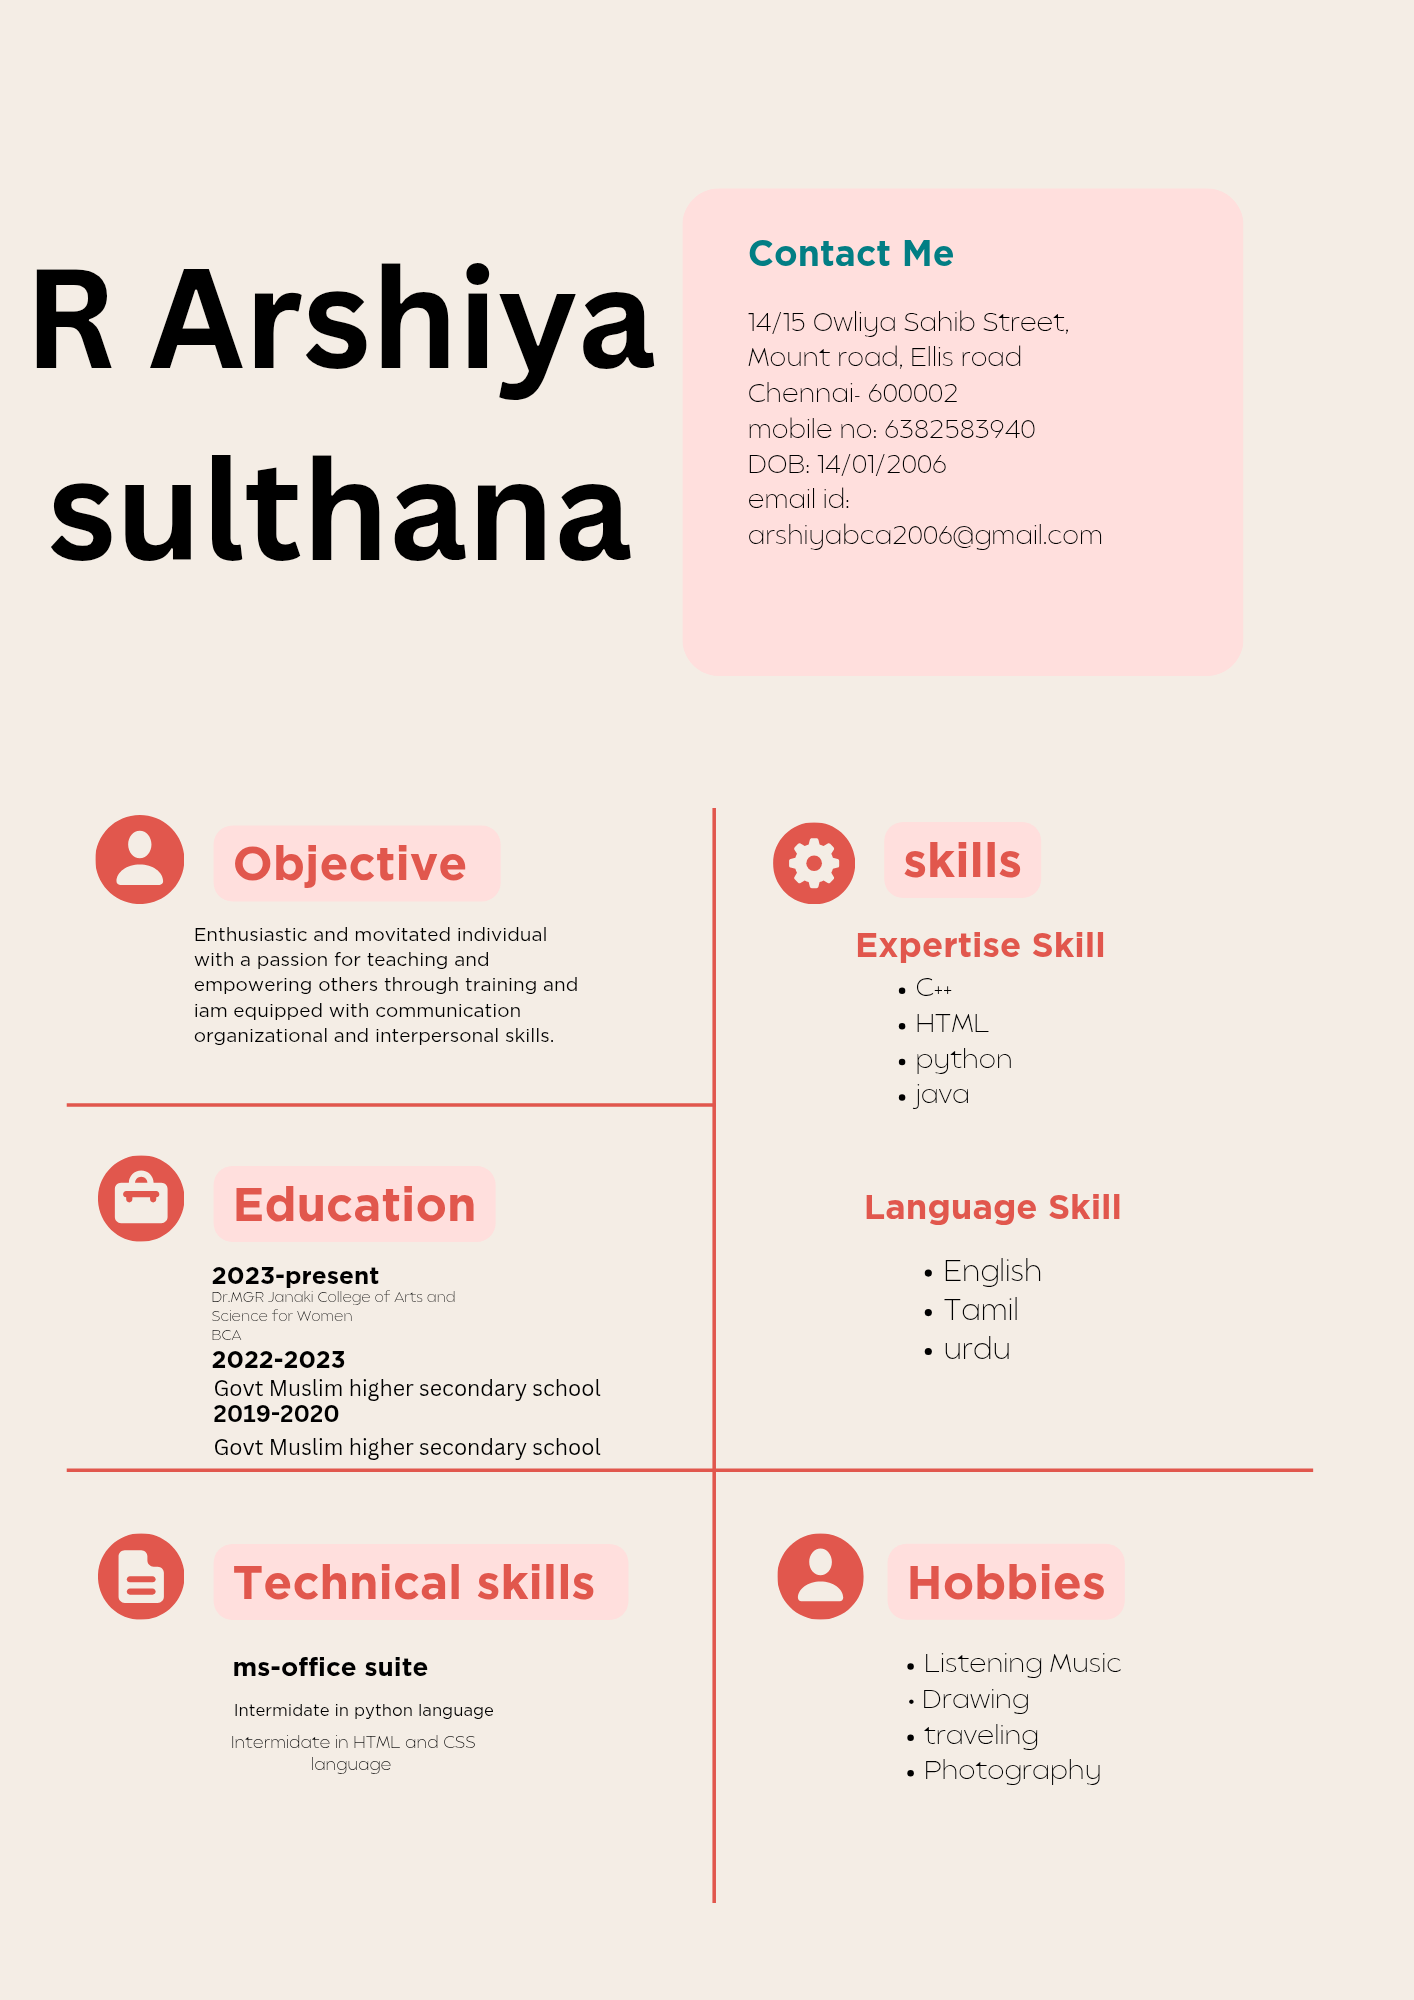 R Arshiya
sulthana
Contact Me
14/15 Owliya Sahib Street,
Mount road, Ellis road
Chennai- 600002
mobile no: 6382583940
DOB: 14/01/2006
email id:
arshiyabca2006@gmail.com
Objective
Enthusiastic and movitated individual
with a passion for teaching and
empowering others through training and
iam equipped with communication
organizational and interpersonal skills.
Education
2023-present
Dr.MGR Janaki College of Arts and
Science for Women
BCA
2022-2023
Govt Muslim higher secondary school
2019-2020
Govt Muslim higher secondary school
skills
Expertise Skill
• C++
• HTML
• python
• java
Language Skill
• English
• Tamil
• urdu
Technical skills
ms-office suite
Intermidate in python language
Intermidate in HTML and CSS
language
Hobbies
• Listening Music
• Drawing
• traveling
• Photography